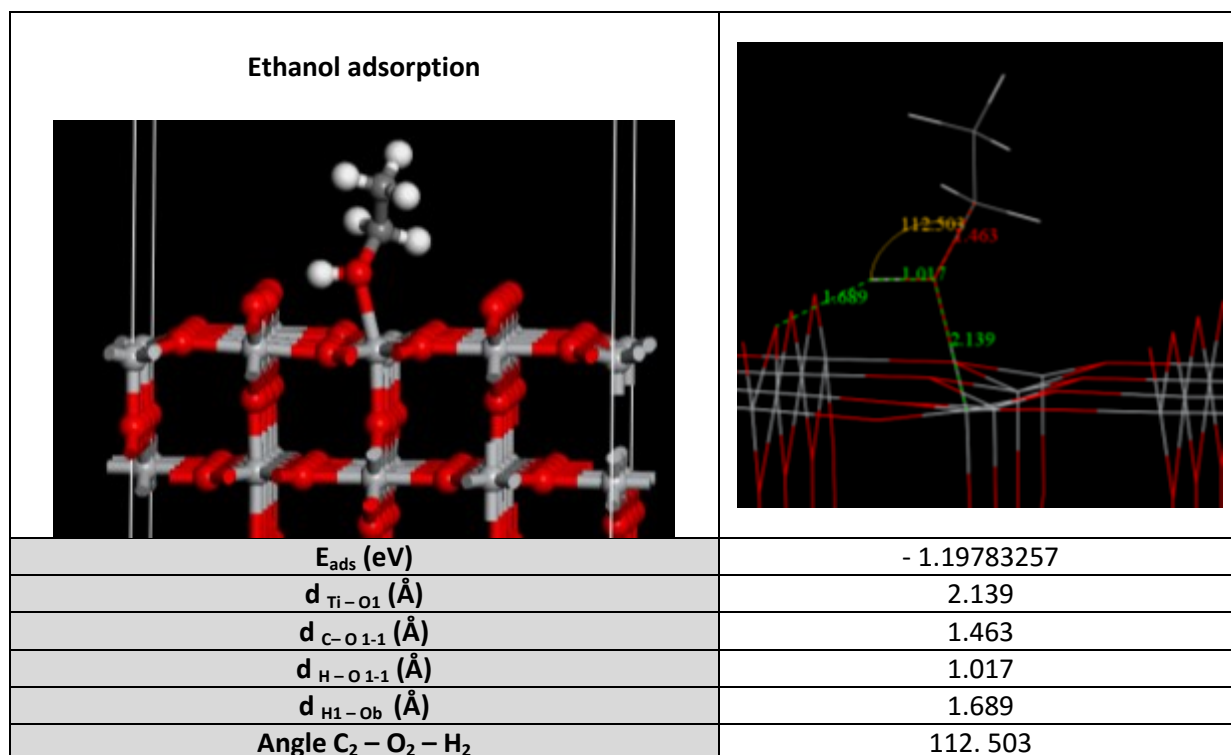 Ethanol adsorption
112.503
1.463
1.017
1.689
2.139
E_ads (eV) - 1.19783257
d Ti – O1 (Å) 2.139
d C– O 1-1 (Å) 1.463
d H – O 1-1 (Å) 1.017
d H1 – Ob (Å) 1.689
Angle C₂ – O₂ – H₂ 112. 503